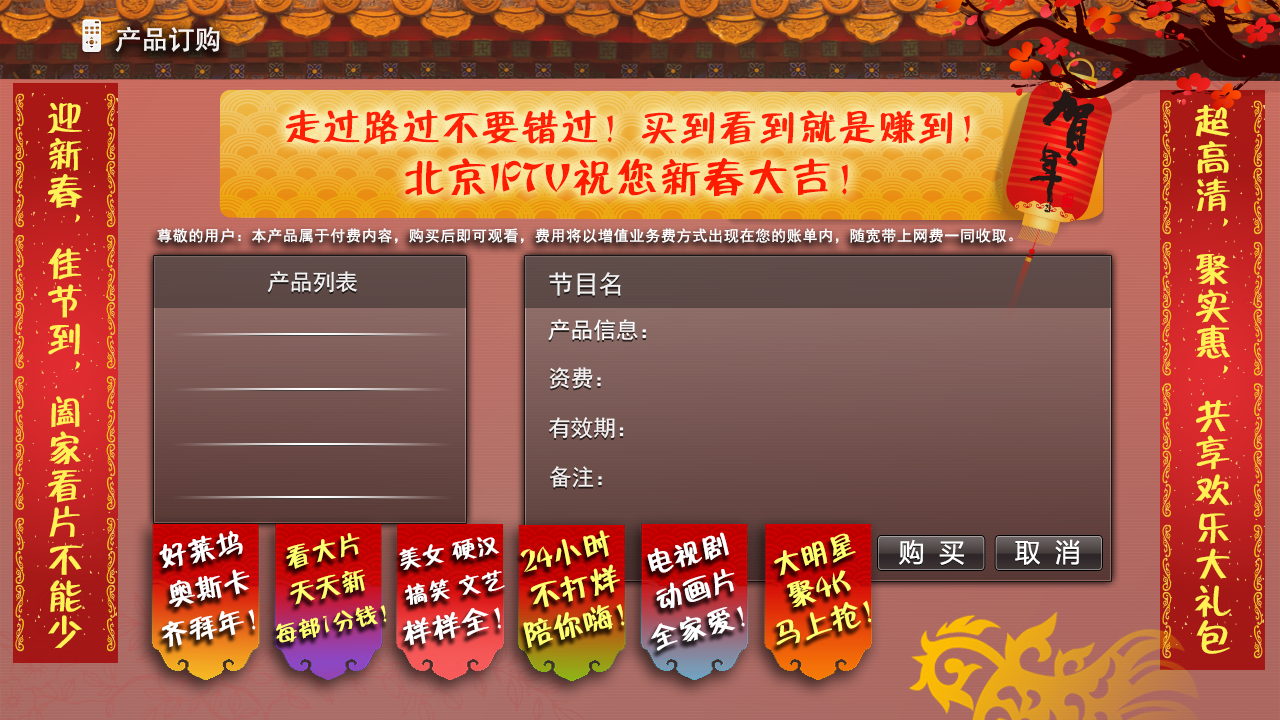 产品订购
走过路过不要错过！买到看到就是赚到！
北京IPTV祝您新春大吉！
贺年
迎新春，佳节到，阖家看片不能少
超高清，聚实惠，共享欢乐大礼包
尊敬的用户：本产品属于付费内容，购买后即可观看，费用将以增值业务费方式出现在您的账单内，随宽带上网费一同收取。
产品列表
节目名
产品信息：
资费：
有效期：
备注：
购买
取消
好莱坞
奥斯卡
齐拜年！
看大片
天天新
每部1分钱！
美女 硬汉
搞笑 文艺
样样全！
24小时
不打烊
陪你嗨！
电视剧
动画片
全家爱！
大明星
聚4K
马上抢！